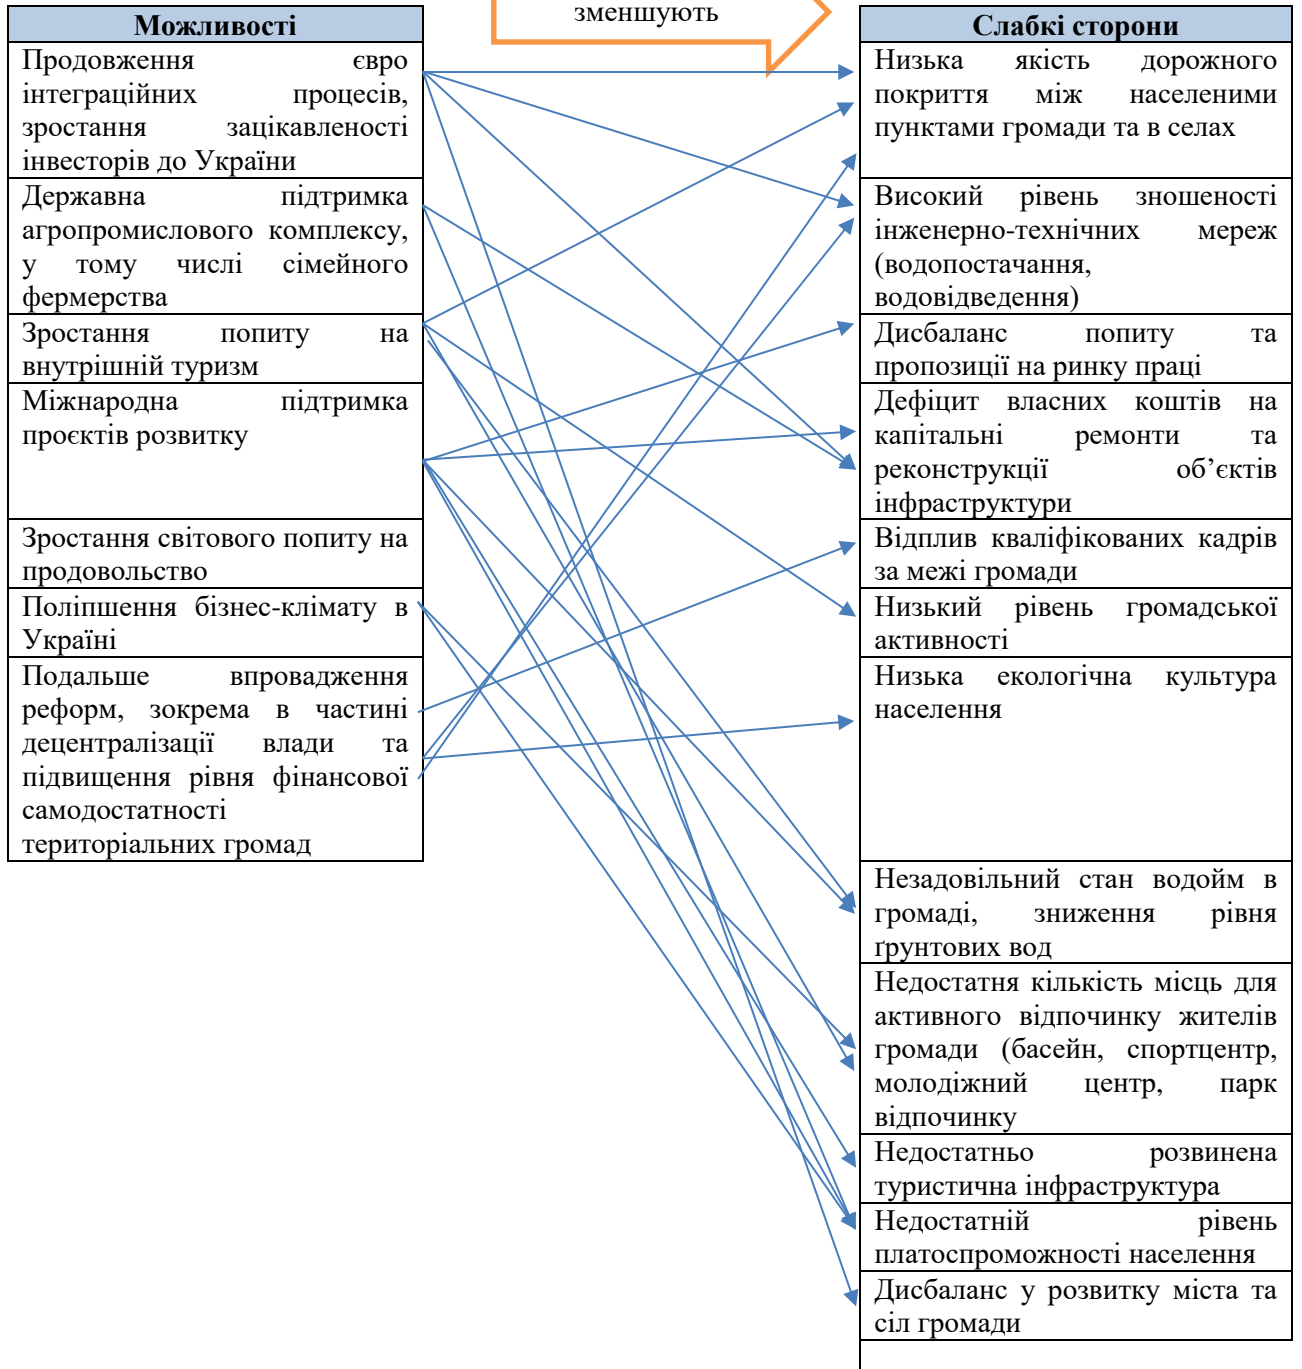 зменшують
Можливості
Продовження євро
інтеграційних процесів,
зростання зацікавленості
інвесторів до України
Державна підтримка
агропромислового комплексу,
у тому числі сімейного
фермерства
Зростання попиту на
внутрішній туризм
Міжнародна підтримка
проєктів розвитку
Зростання світового попиту на
продовольство
Поліпшення бізнес-клімату в
Україні
Подальше впровадження
реформ, зокрема в частині
децентралізації влади та
підвищення рівня фінансової
самодостатності
територіальних громад
Слабкі сторони
Низька якість дорожного
покриття між населеними
пунктами громади та в селах
Високий рівень зношеності
інженерно-технічних мереж
(водопостачання,
водовідведення)
Дисбаланс попиту та
пропозиції на ринку праці
Дефіцит власних коштів на
капітальні ремонти та
реконструкції об’єктів
інфраструктури
Відплив кваліфікованих кадрів
за межі громади
Низький рівень громадської
активності
Низька екологічна культура
населення
Незадовільний стан водойм в
громаді, зниження рівня
ґрунтових вод
Недостатня кількість місць для
активного відпочинку жителів
громади (басейн, спортцентр,
молодіжний центр, парк
відпочинку
Недостатньо розвинена
туристична інфраструктура
Недостатній рівень
платоспроможності населення
Дисбаланс у розвитку міста та
сіл громади